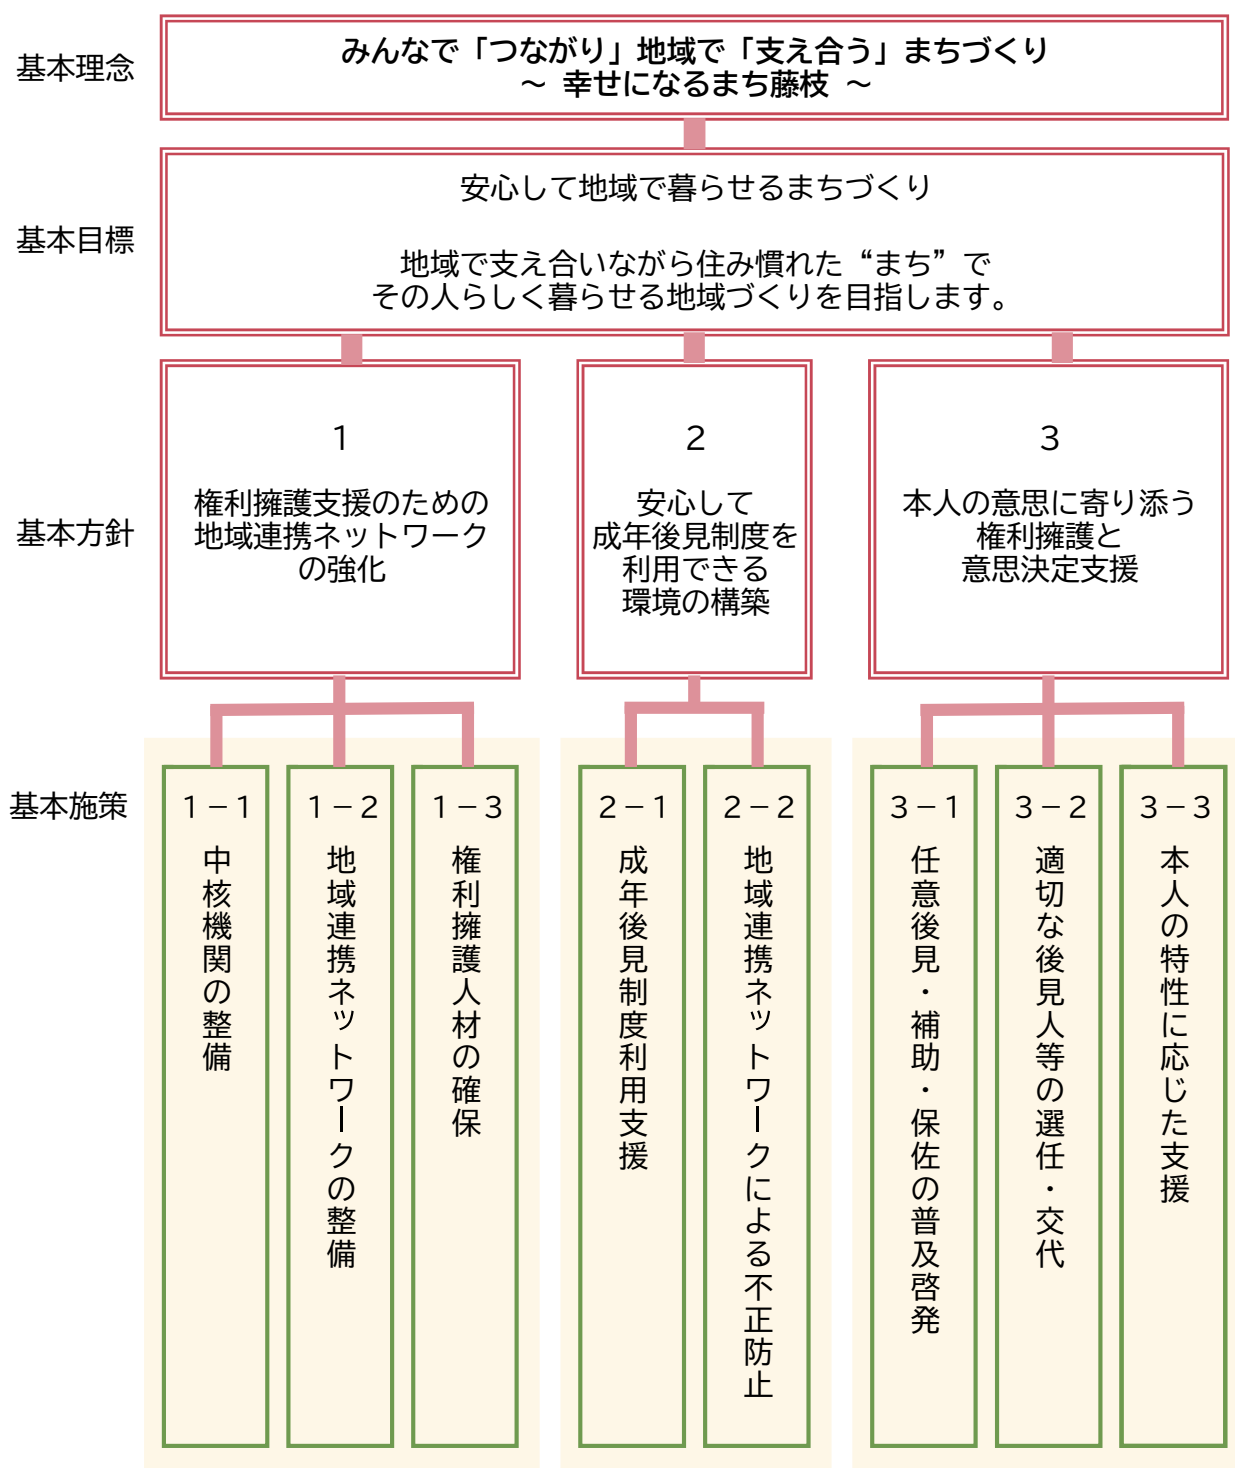 基本理念
みんなで「つながり」地域で「支え合う」まちづくり
～ 幸せになるまち藤枝 ～
基本目標
安心して地域で暮らせるまちづくり
地域で支え合いながら住み慣れた“まち”で
その人らしく暮らせる地域づくりを目指します。
基本方針
1
権利擁護支援のための
地域連携ネットワーク
の強化
2
安心して
成年後見制度を
利用できる
環境の構築
3
本人の意思に寄り添う
権利擁護と
意思決定支援
基本施策
1－1
中核機関の整備
1－2
地域連携ネットワークの整備
1－3
権利擁護人材の確保
2－1
成年後見制度利用支援
2－2
地域連携ネットワークによる不正防止
3－1
任意後見・補助・保佐の普及啓発
3－2
適切な後見人等の選任・交代
3－3
本人の特性に応じた支援